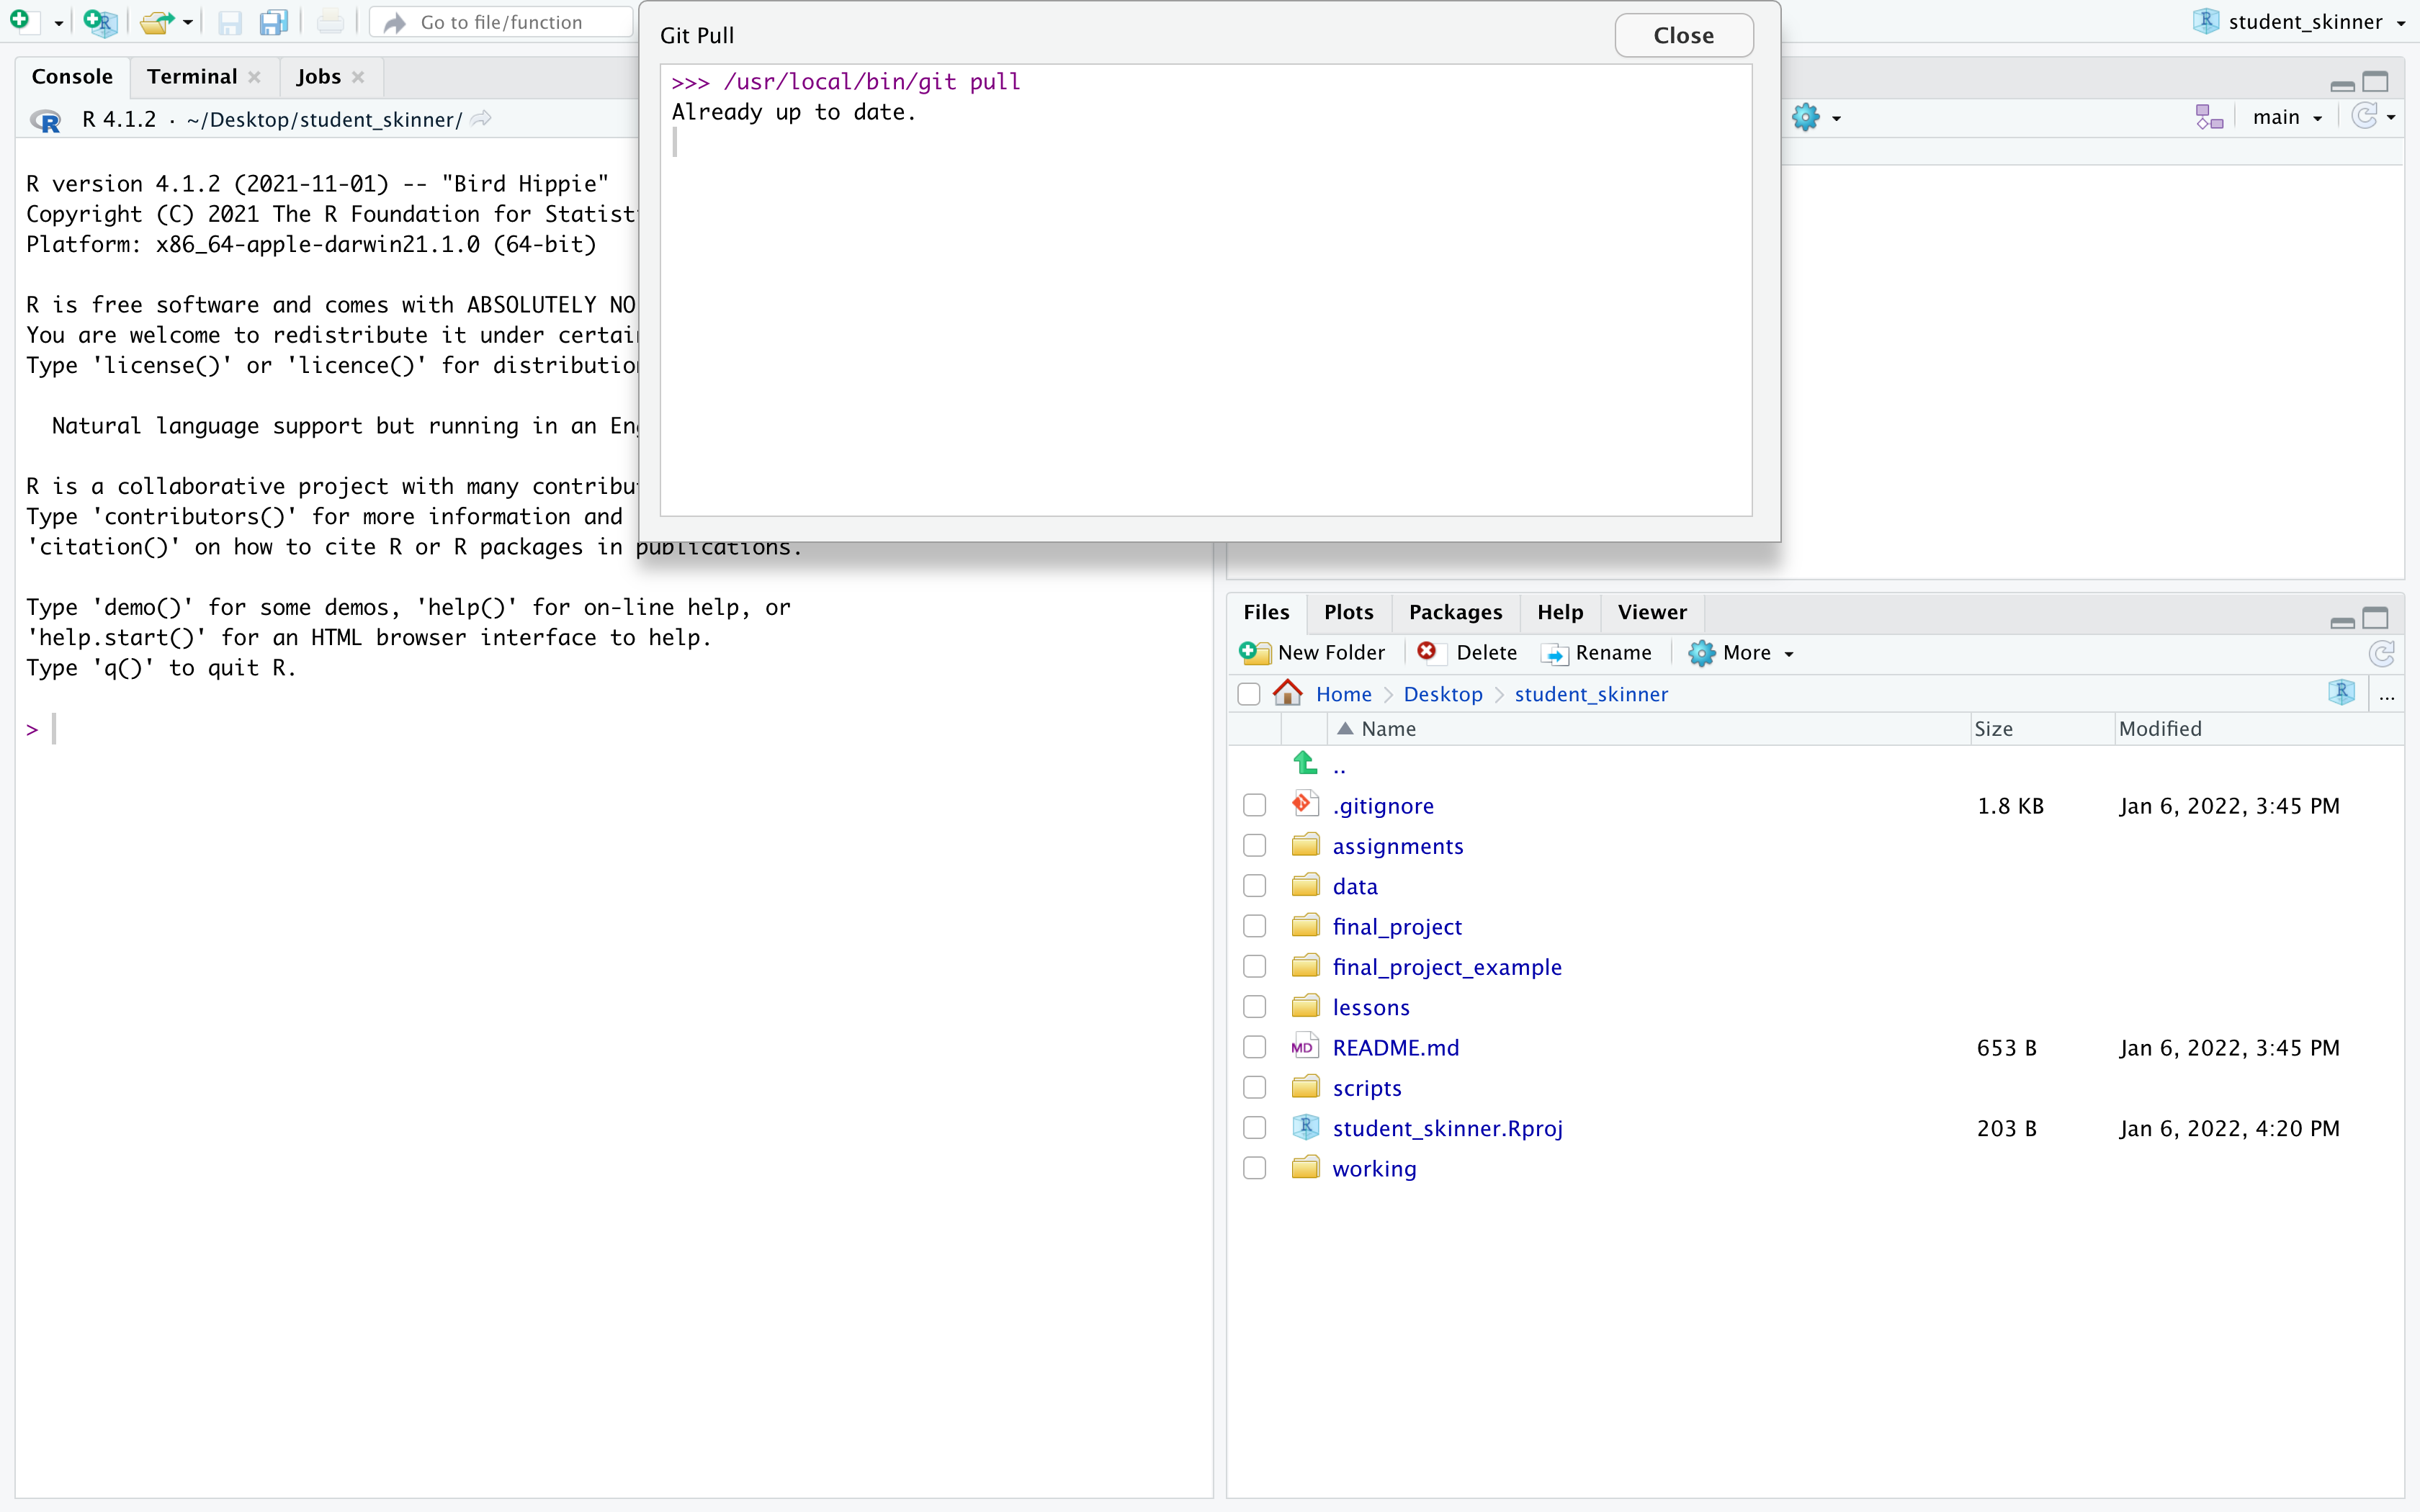 Go to file/function
student_skinner
Git Pull
Close
>>> /usr/local/bin/git pull
Already up to date.
Console
Terminal
Jobs
R 4.1.2 · ~/Desktop/student_skinner/
R version 4.1.2 (2021-11-01) -- "Bird Hippie"
Copyright (C) 2021 The R Foundation for Statist
Platform: x86_64-apple-darwin21.1.0 (64-bit)
R is free software and comes with ABSOLUTELY NO
You are welcome to redistribute it under certai
Type 'license()' or 'licence()' for distributio
Natural language support but running in an En
R is a collaborative project with many contribu
Type 'contributors()' for more information and
'citation()' on how to cite R or R packages in publications.
Type 'demo()' for some demos, 'help()' for on-line help, or
'help.start()' for an HTML browser interface to help.
Type 'q()' to quit R.
>
main
Files
Plots
Packages
Help
Viewer
New Folder
Delete
Rename
More
Home
Desktop
student_skinner
...
Name
Size
Modified
..
.gitignore 1.8 KB Jan 6, 2022, 3:45 PM
assignments
data
final_project
final_project_example
lessons
MD README.md 653 B Jan 6, 2022, 3:45 PM
scripts
student_skinner.Rproj 203 B Jan 6, 2022, 4:20 PM
working